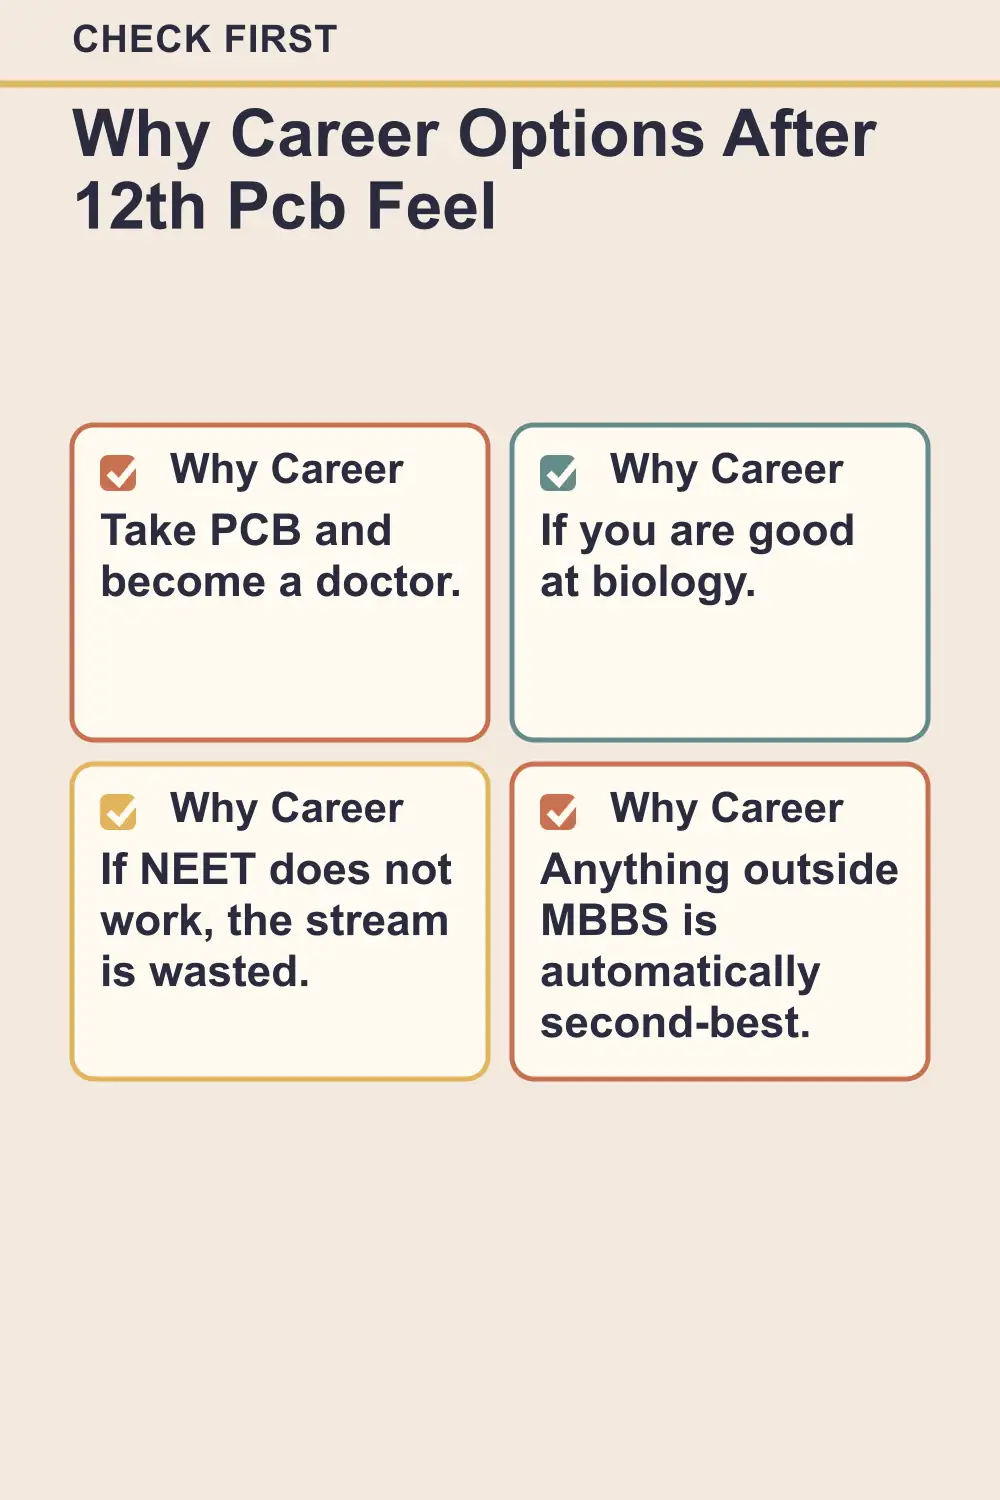 CHECK FIRST
Why Career Options After
12th Pcb Feel
Why Career
Take PCB and
become a doctor.
Why Career
If you are good
at biology.
Why Career
If NEET does not
work, the stream
is wasted.
Why Career
Anything outside
MBBS is
automatically
second-best.